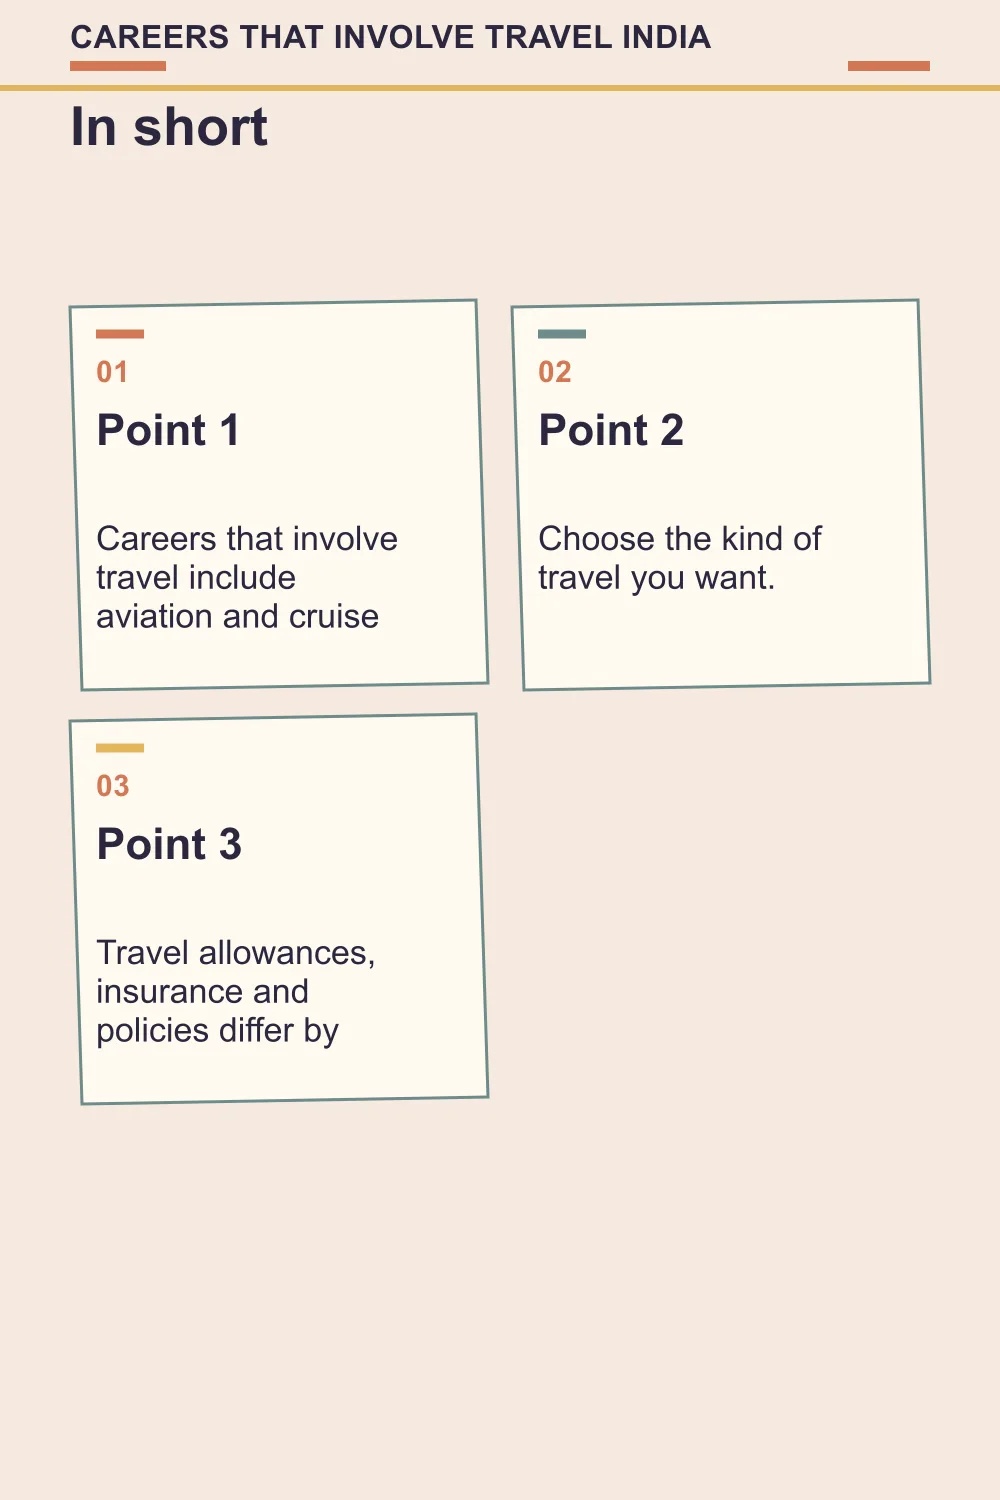 CAREERS THAT INVOLVE TRAVEL INDIA
In short
01
Point 1
Careers that involve
travel include
aviation and cruise
02
Point 2
Choose the kind of
travel you want.
03
Point 3
Travel allowances,
insurance and
policies differ by